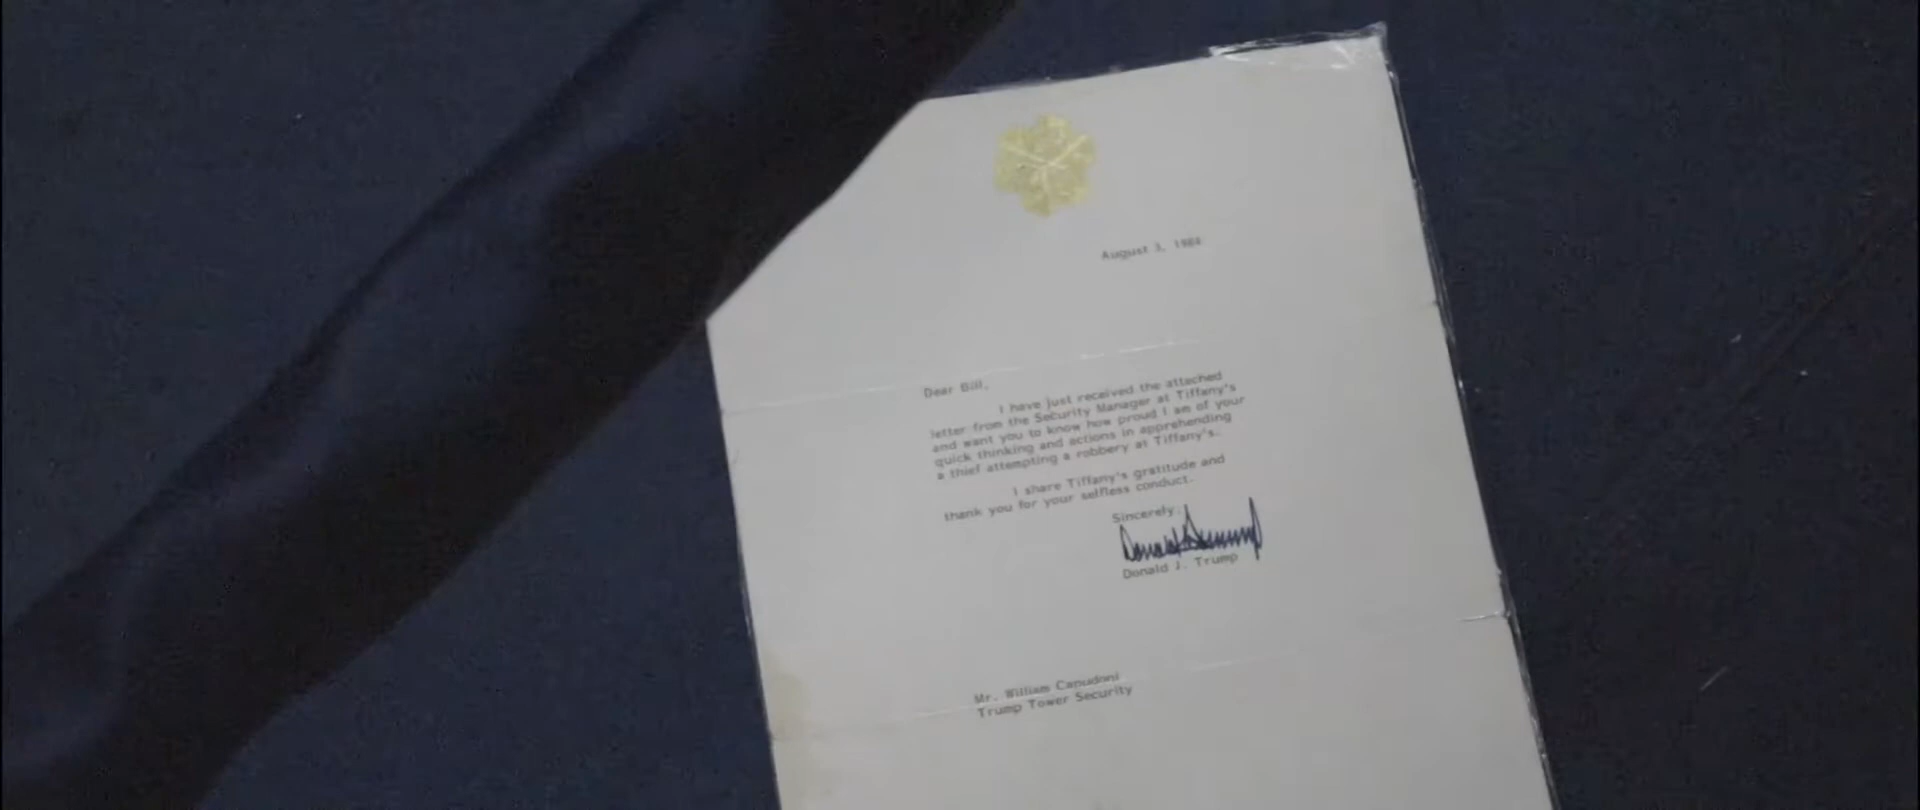 August 3, 1988
Dear Bill,
I have just received the attached
letter from the Security Manager at Tiffany's
and want you to know how proud I am of your
quick thinking and actions in apprehending
a thief attempting a robbery at Tiffany's.
I share Tiffany's gratitude and
thank you for your selfless conduct.
Sincerely,
Donald J. Trump
Mr. William Canudoni
Trump Tower Security